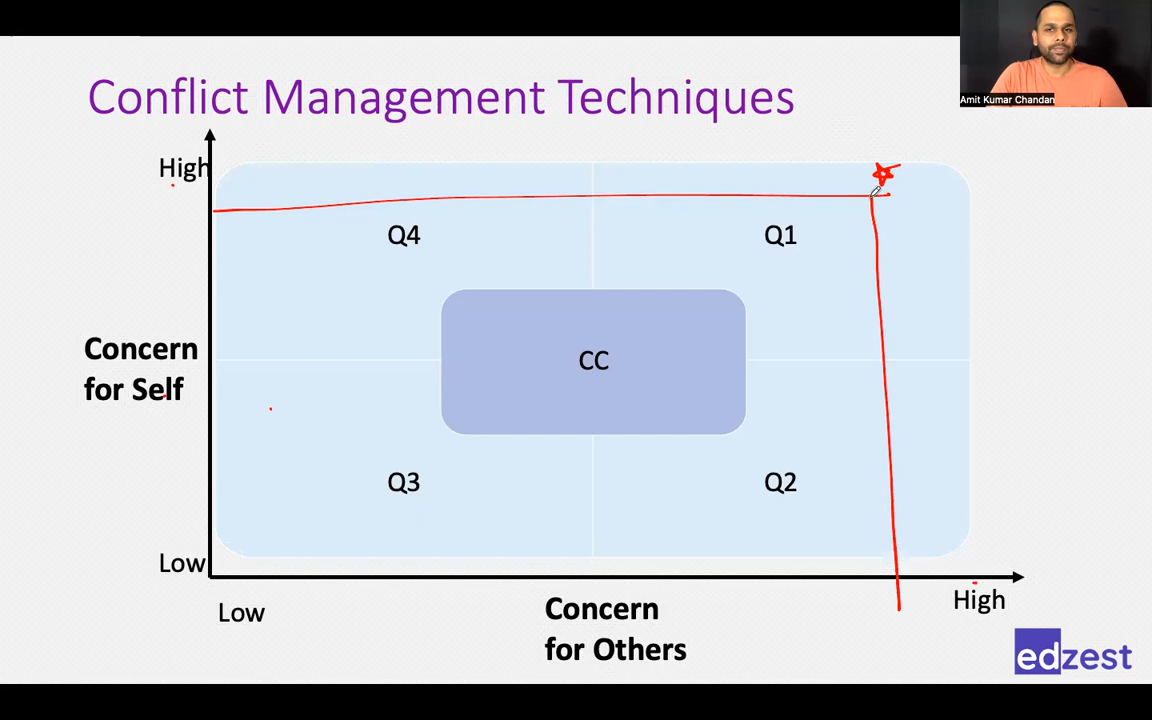 Amit Kumar Chandan
Conflict Management Techniques
High
Q4
Q1
Concern
for Self
CC
Q3
Q2
Low
Low
Concern
for Others
High
edzest